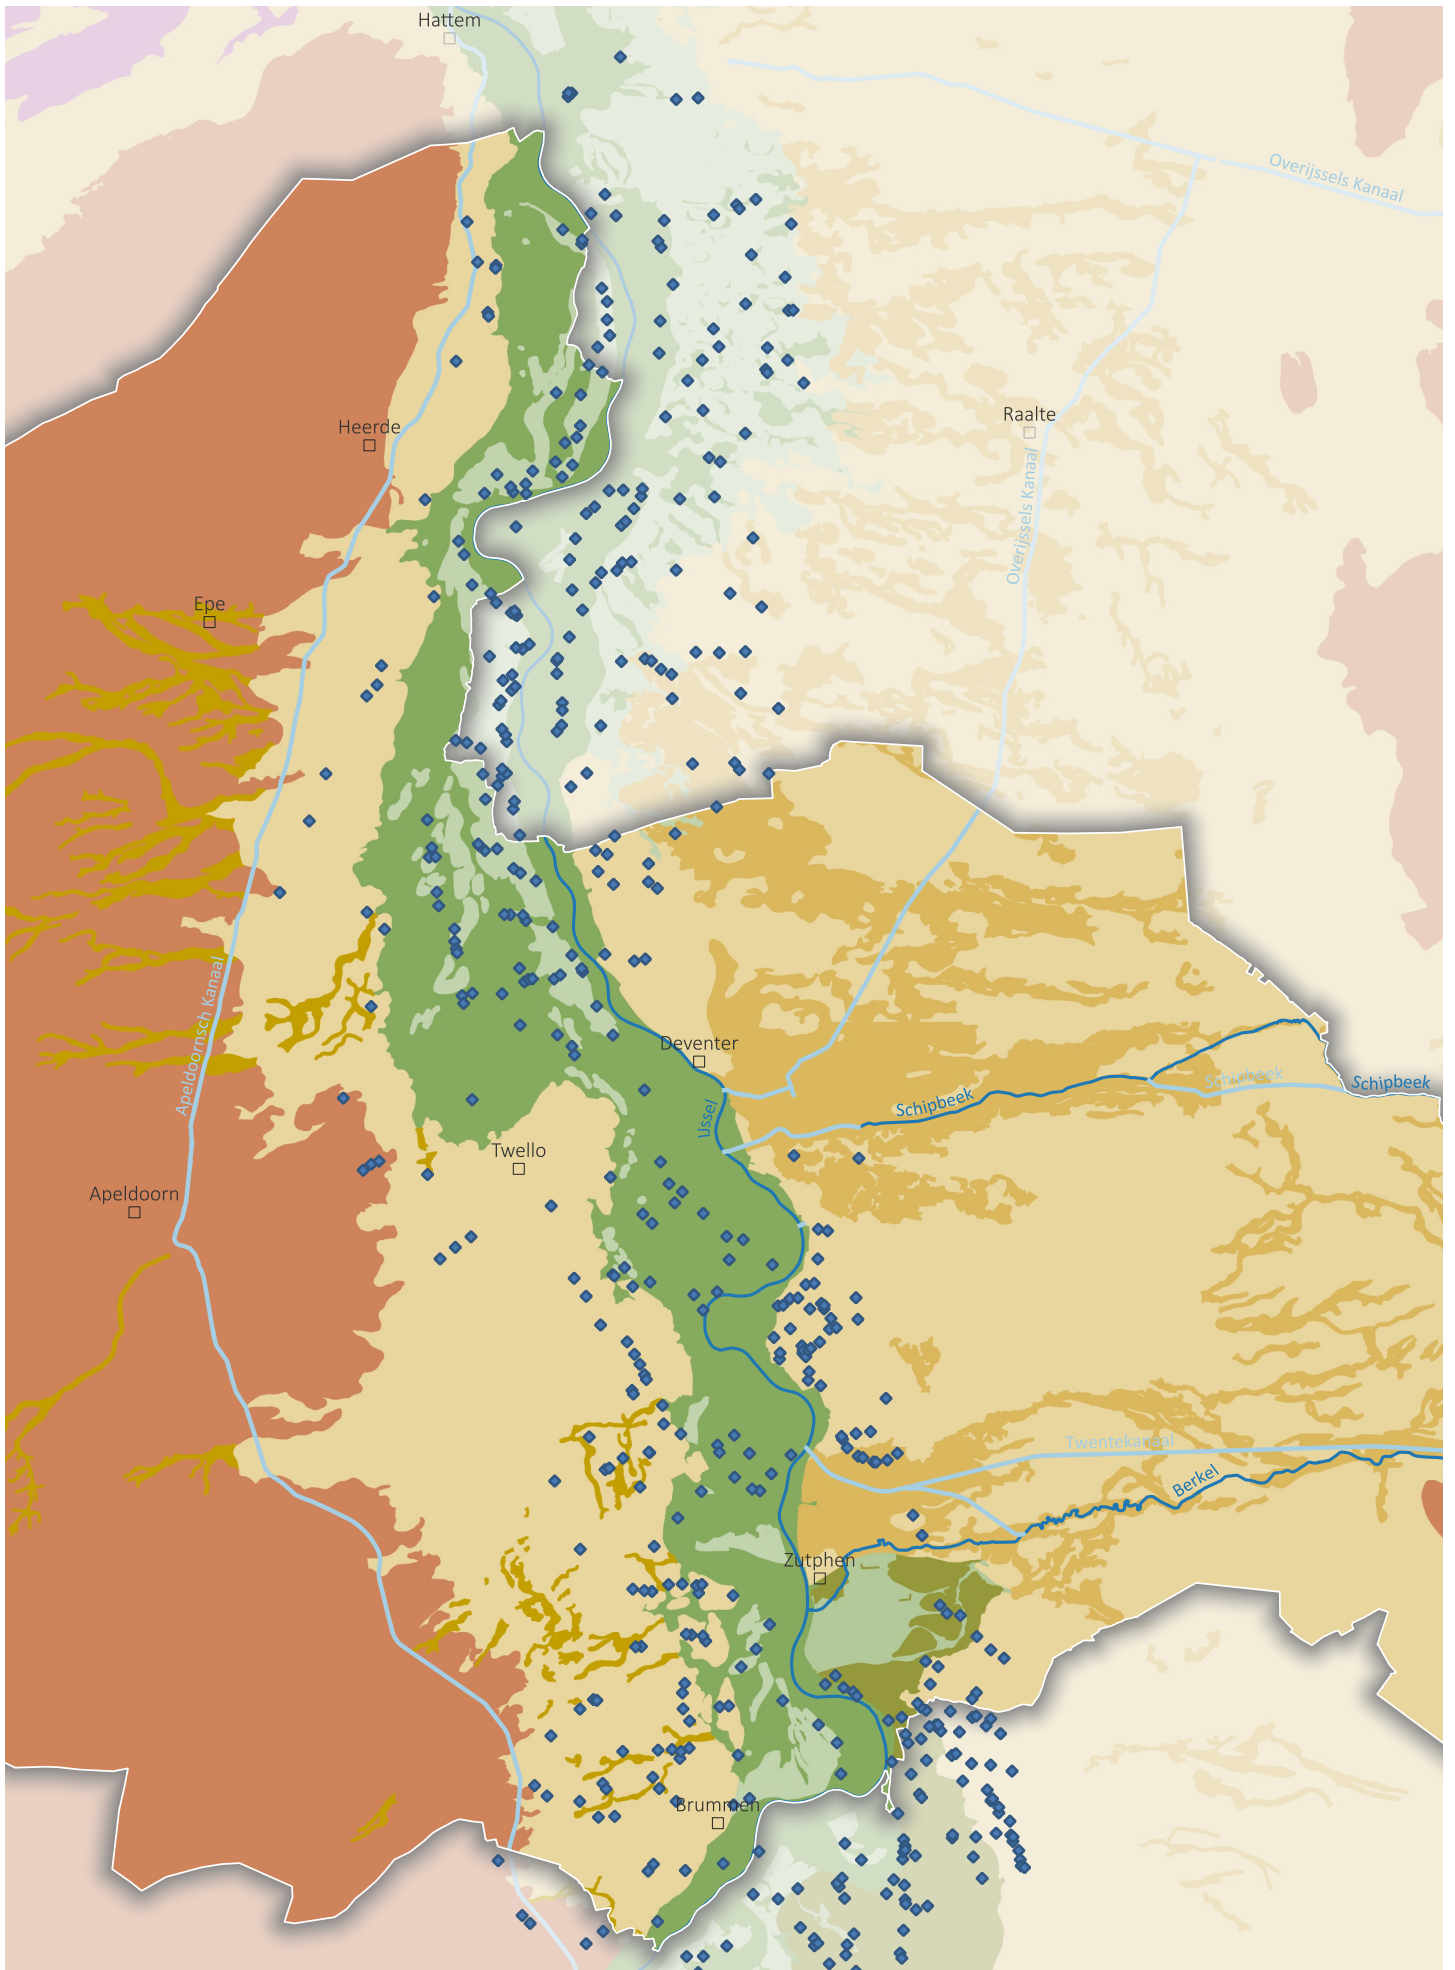 Hattem
Overijssels Kanaal
Raalte
Heerde
Overijssels Kanaal
Epe
Apeldoornsch Kanaal
Deventer
Schipbeek
Schipbeek
Schipbeek
IJssel
Twello
Apeldoorn
Twentekanaal
Berkel
Zutphen
Brummen